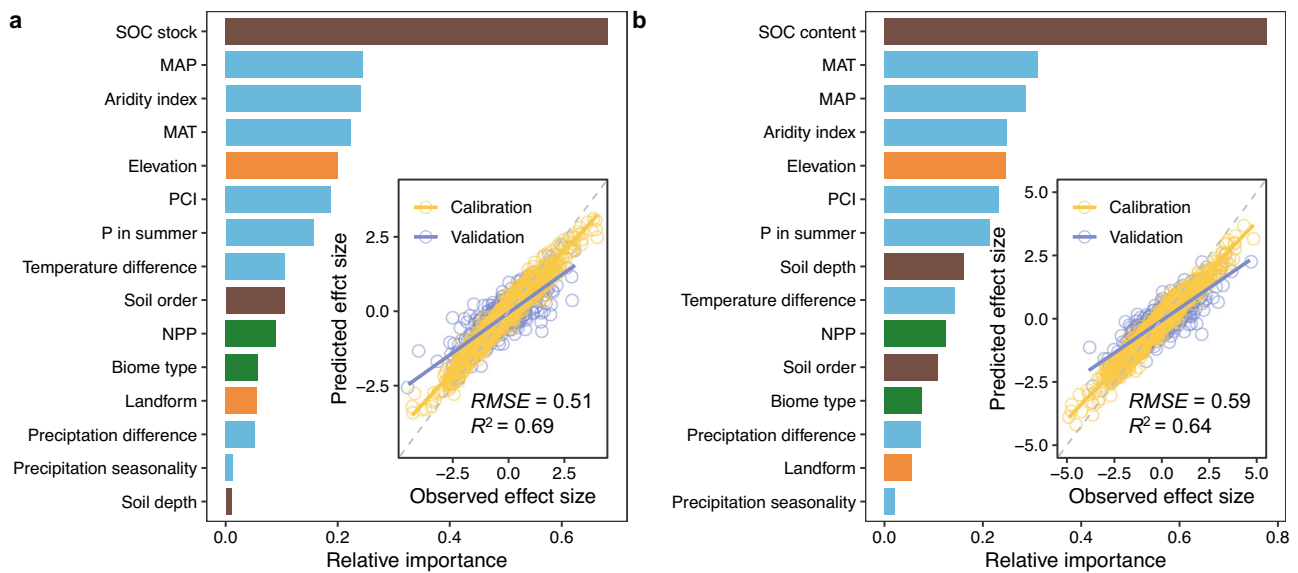 a
SOC stock
MAP
Aridity index
MAT
Elevation
PCI
P in summer
Temperature difference
Soil order
NPP
Biome type
Landform
Preciptation difference
Precipitation seasonality
Soil depth
0.0 0.2 0.4 0.6
Relative importance
Calibration
Validation
Predicted effct size
2.5
0.0
−2.5
RMSE = 0.51
R² = 0.69
−2.5 0.0 2.5
Observed effect size
b
SOC content
MAT
MAP
Aridity index
Elevation
PCI
P in summer
Soil depth
Temperature difference
NPP
Soil order
Biome type
Preciptation difference
Landform
Precipitation seasonality
0.0 0.2 0.4 0.6 0.8
Relative importance
Calibration
Validation
Predicted effect size
5.0
2.5
0.0
−2.5
−5.0
RMSE = 0.59
R² = 0.64
−5.0 −2.5 0.0 2.5 5.0
Observed effect size